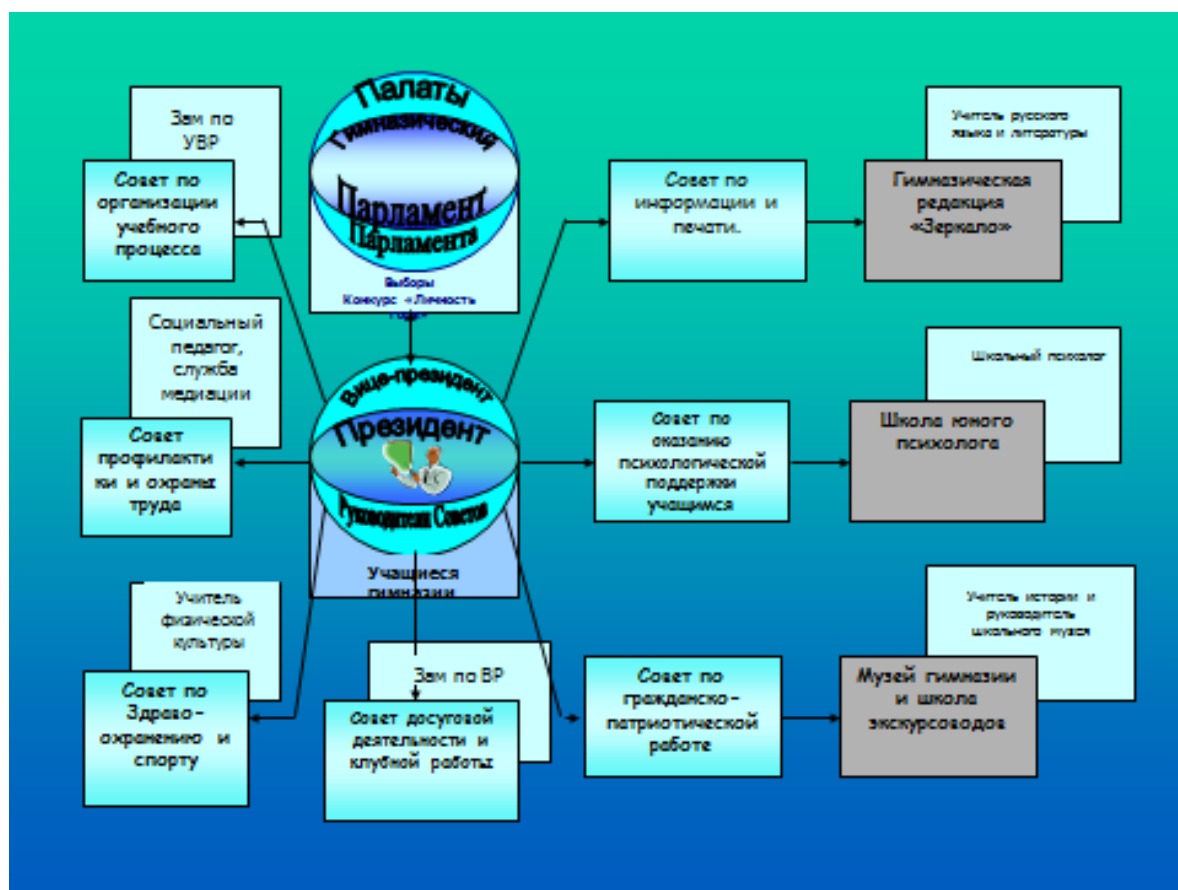 Палаты
Гимназический
Парламент
Парламента
Выборы
Конкурс «Личность
года»
Зам по
УВР
Совет по
организации
учебного
процесса
Социальный
педагог,
служба
медиации
Совет
профилакти
ки и охраны
труда
Учитель
физической
культуры
Совет по
Здраво-
охранению и
спорту
Вице-президент
Президент
Руководители Советов
Учащиеся
гимназии
Зам по ВР
Совет досуговой
деятельности и
клубной работы
Учитель русского
языка и литературы
Совет по
информации и
печати.
Гимназическая
редакция
«Зеркало»
Школьный психолог
Совет по
оказанию
психологической
поддержки
учащимся
Школа юного
психолога
Учитель истории и
руководитель
школьного музея
Совет по
гражданско-
патриотической
работе
Музей гимназии
и школа
экскурсоводов